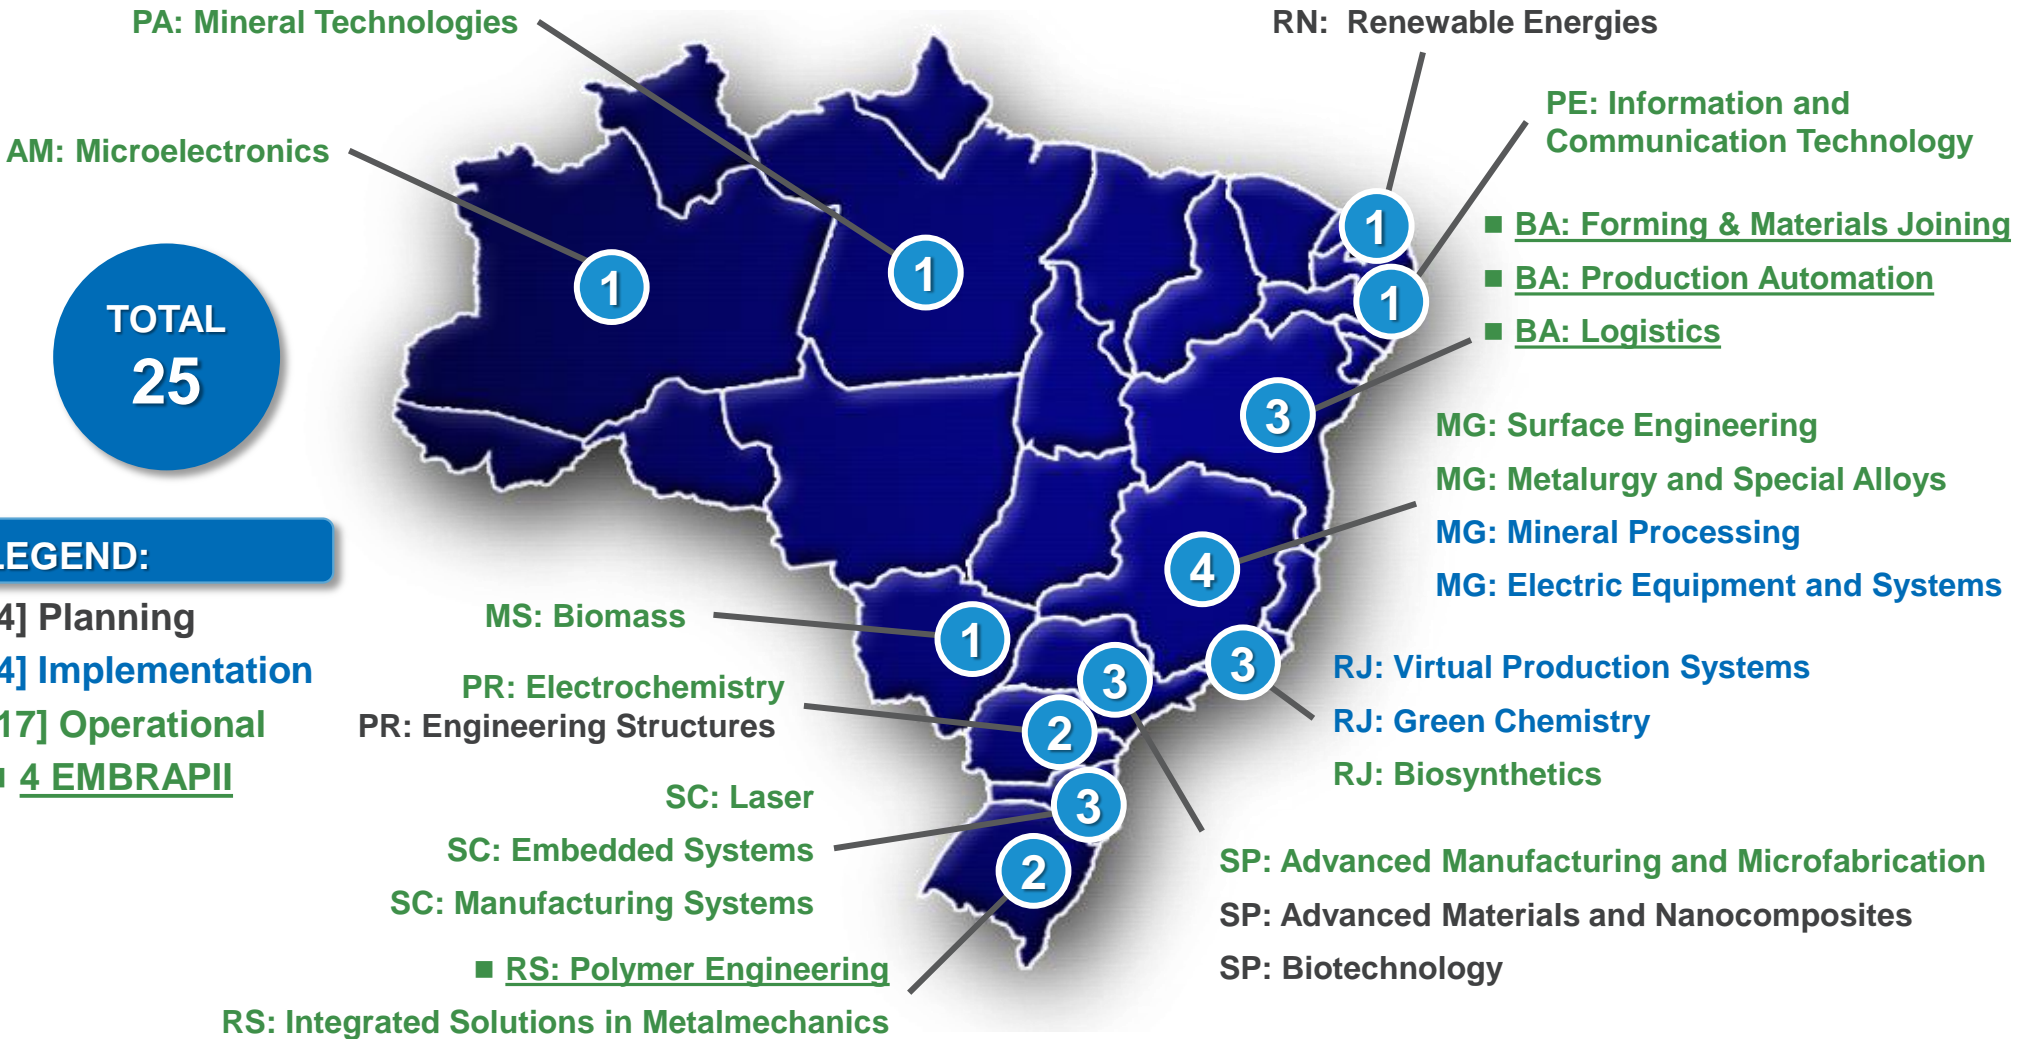 PA: Mineral Technologies
RN: Renewable Energies
PE: Information and
Communication Technology
AM: Microelectronics
■ BA: Forming & Materials Joining
■ BA: Production Automation
■ BA: Logistics
TOTAL
25
1
1
1
1
3
4
1
3
3
2
3
2
MG: Surface Engineering
MG: Metalurgy and Special Alloys
MG: Mineral Processing
MG: Electric Equipment and Systems
LEGEND:
4] Planning
4] Implementation
17] Operational
■ 4 EMBRAPII
MS: Biomass
PR: Electrochemistry
PR: Engineering Structures
RJ: Virtual Production Systems
RJ: Green Chemistry
RJ: Biosynthetics
SC: Laser
SC: Embedded Systems
SC: Manufacturing Systems
SP: Advanced Manufacturing and Microfabrication
SP: Advanced Materials and Nanocomposites
SP: Biotechnology
■ RS: Polymer Engineering
RS: Integrated Solutions in Metalmechanics